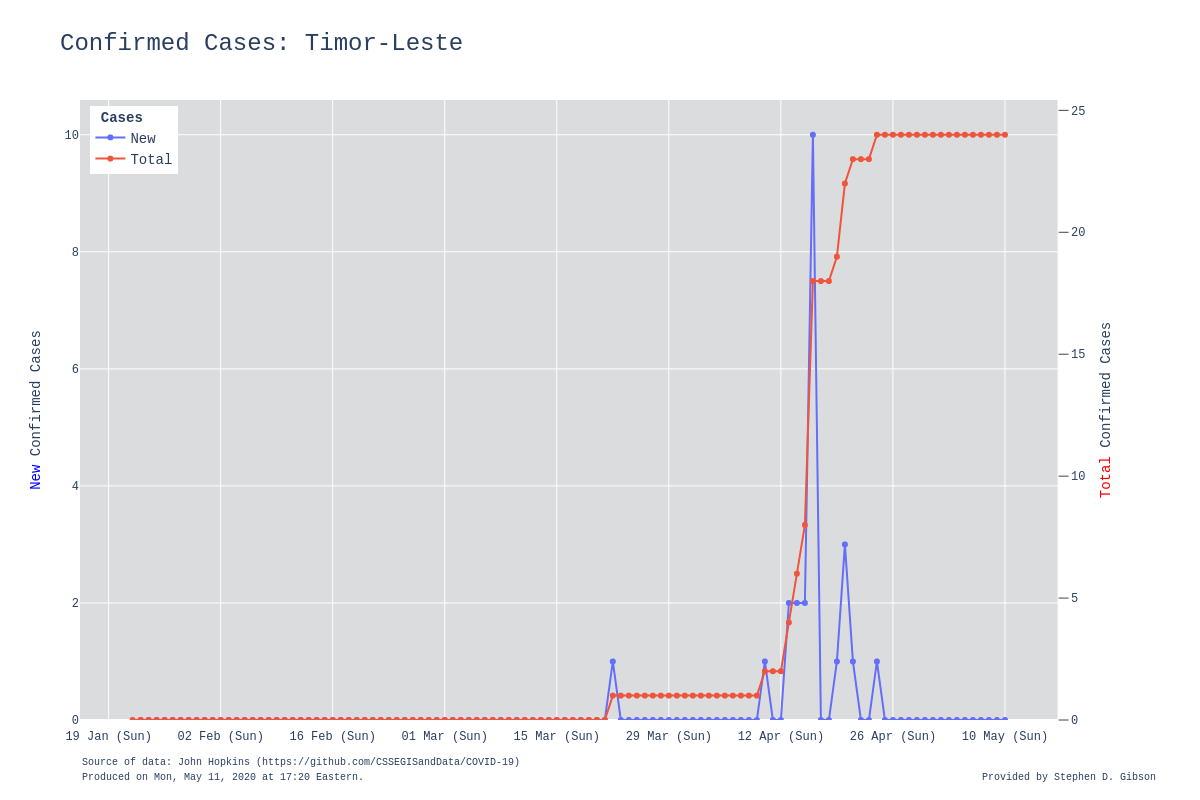 Confirmed Cases: Timor-Leste
Cases
New
Total
10
8
6
4
2
0
25
20
15
10
5
0
New Confirmed Cases
Total Confirmed Cases
19 Jan (Sun) 02 Feb (Sun) 16 Feb (Sun) 01 Mar (Sun) 15 Mar (Sun) 29 Mar (Sun) 12 Apr (Sun) 26 Apr (Sun) 10 May (Sun)
Source of data: John Hopkins (https://github.com/CSSEGISandData/COVID-19)
Produced on Mon, May 11, 2020 at 17:20 Eastern.
Provided by Stephen D. Gibson